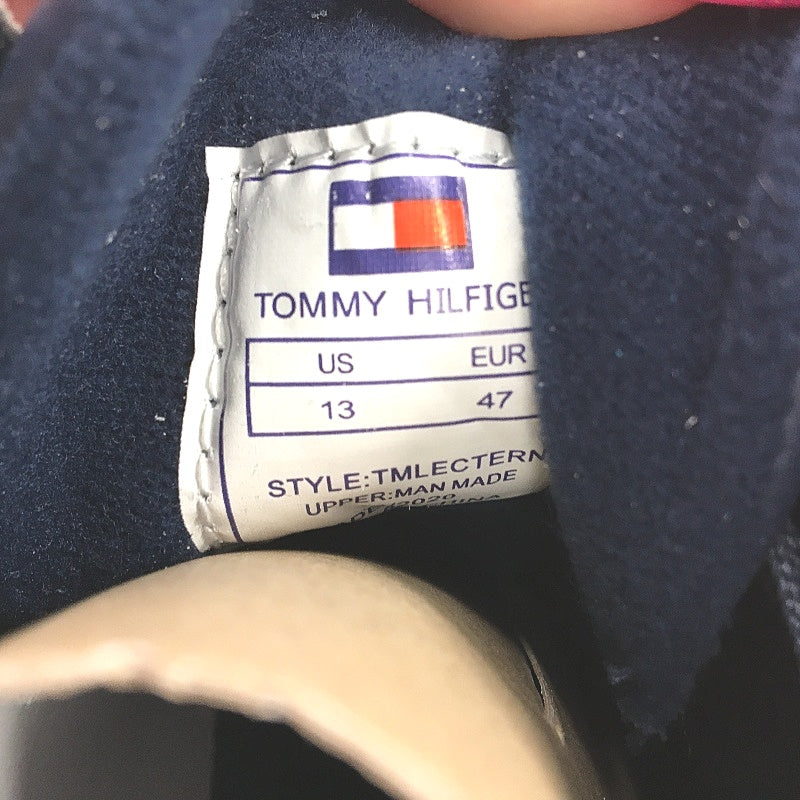 TOMMY HILFIGE
US EUR
13 47
STYLE:TMLECTERN
UPPER:MAN MADE